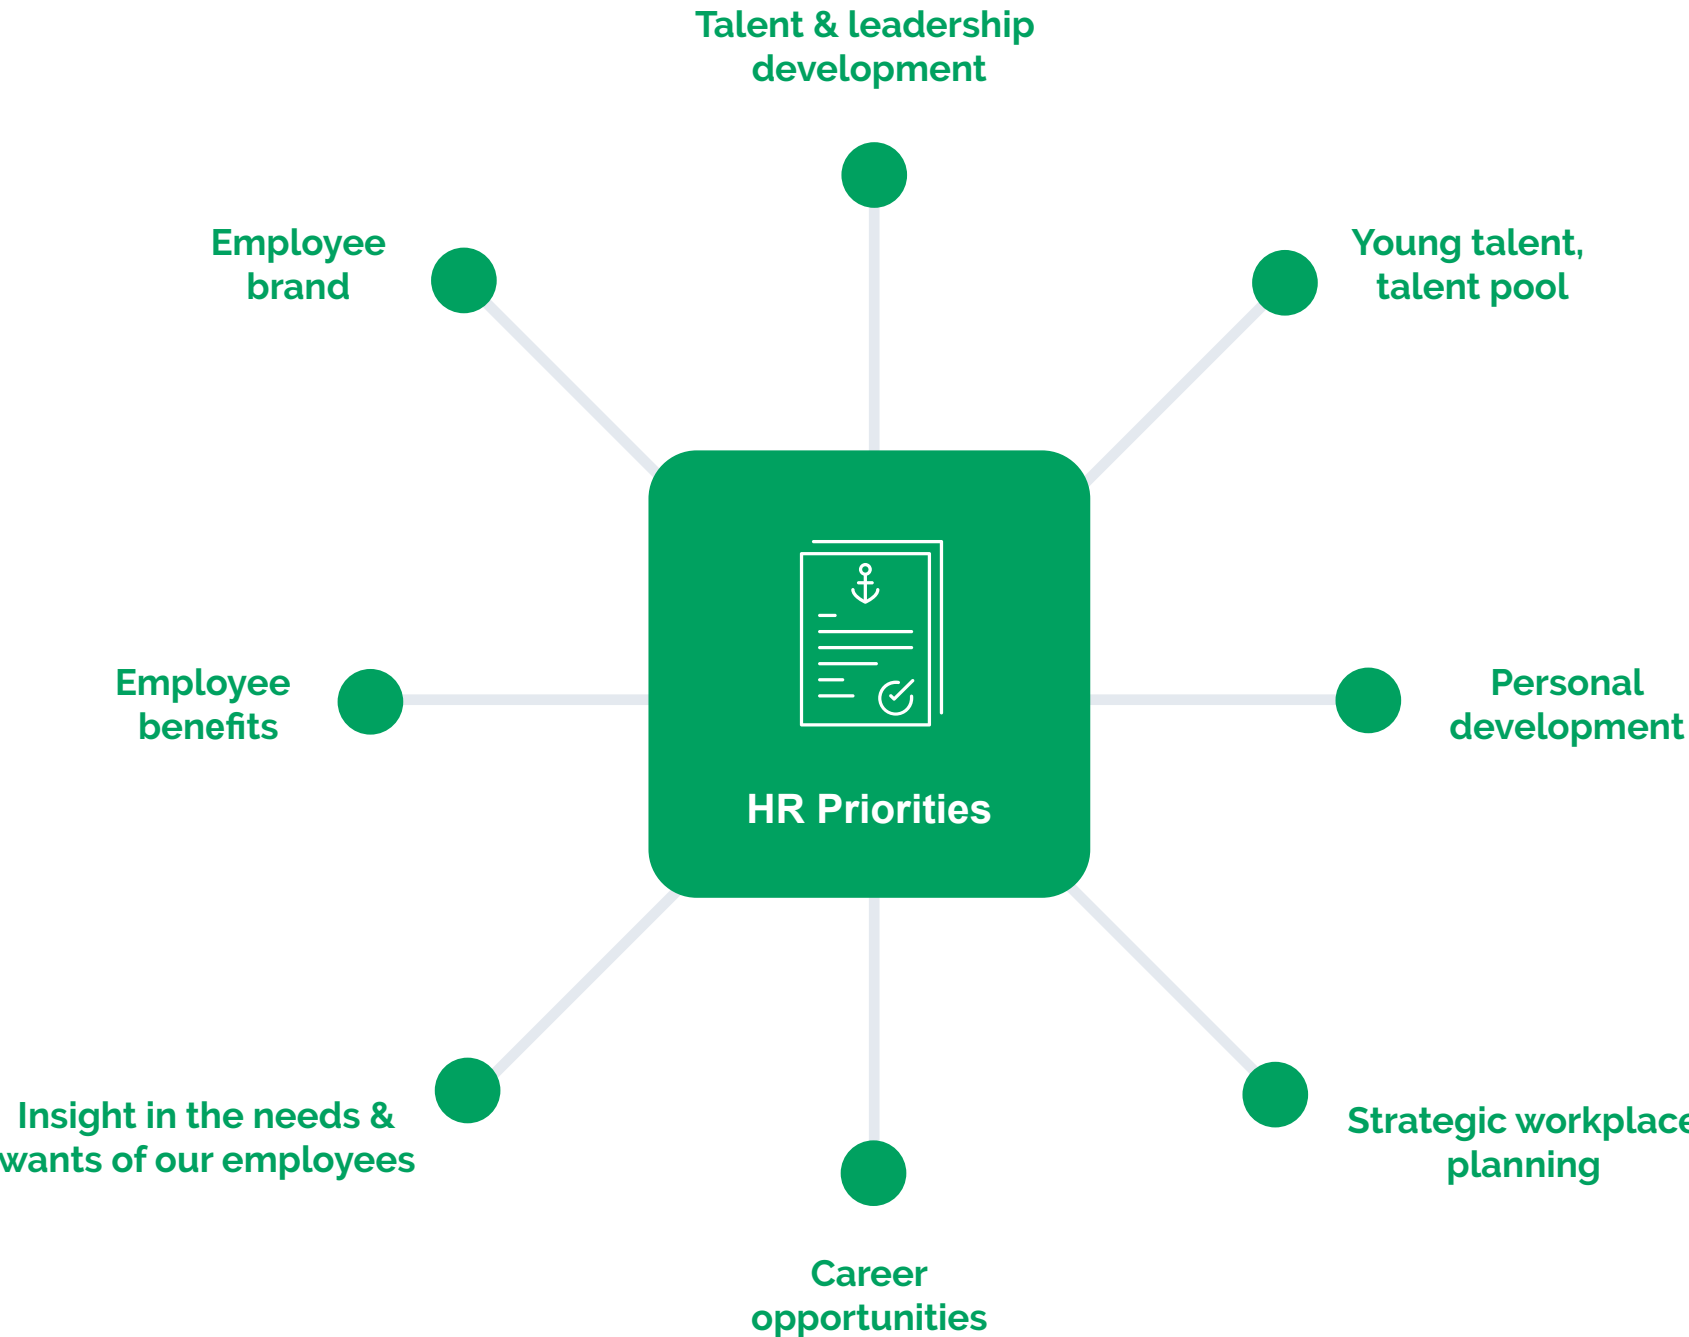 Talent & leadership
development
Employee
brand
Young talent,
talent pool
Employee
benefits
Personal
development
HR Priorities
Insight in the needs &
wants of our employees
Strategic workplace
planning
Career
opportunities